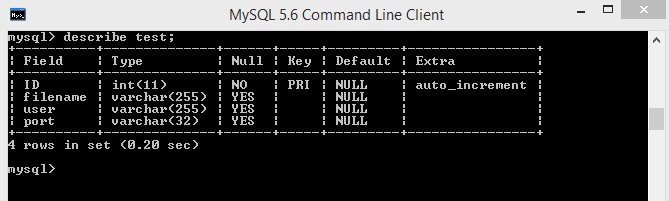 MySQL 5.6 Command Line Client
mysql> describe test;
+----------+--------------+------+-----+---------+----------------+
| Field    | Type         | Null | Key | Default | Extra          |
+----------+--------------+------+-----+---------+----------------+
| ID       | int(11)      | NO   | PRI | NULL    | auto_increment |
| filename | varchar(255) | YES  |     | NULL    |                |
| user     | varchar(255) | YES  |     | NULL    |                |
| port     | varchar(32)  | YES  |     | NULL    |                |
+----------+--------------+------+-----+---------+----------------+
4 rows in set (0.20 sec)
mysql>